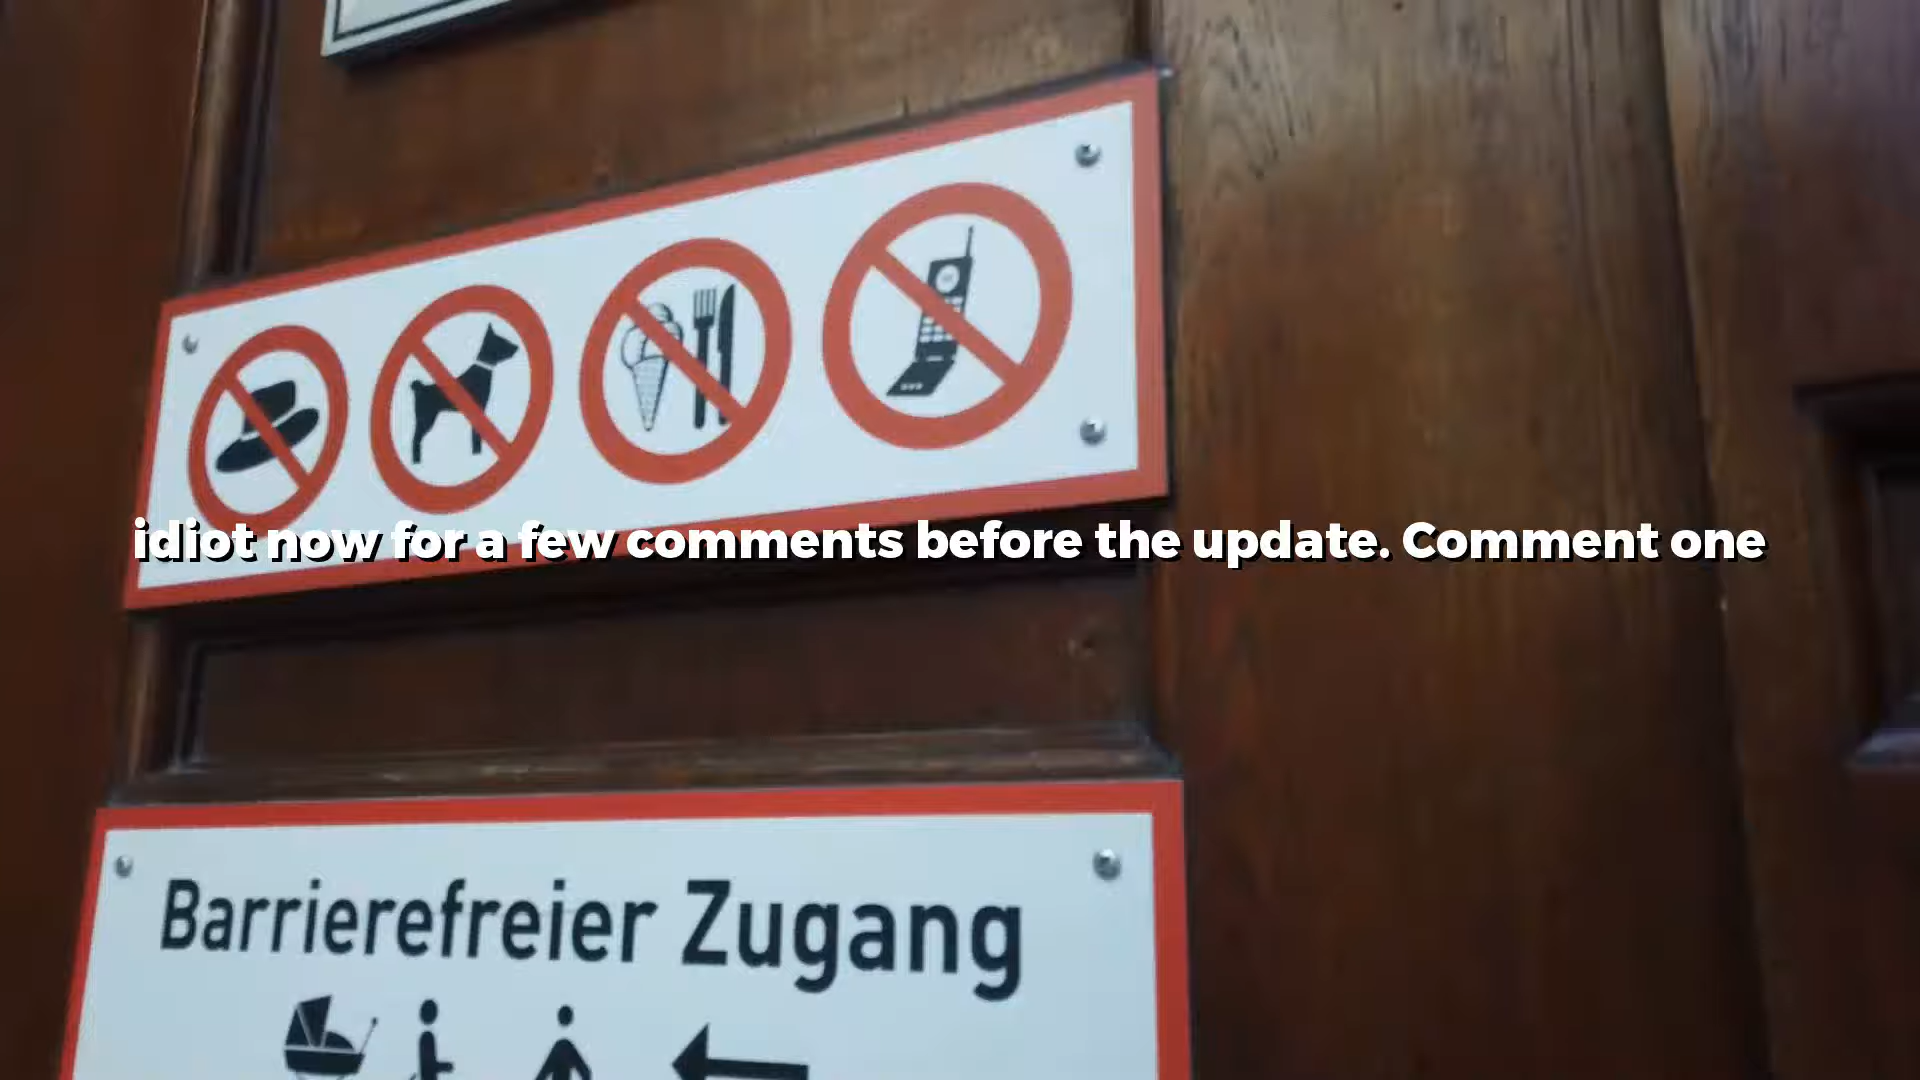 idiot now for a few comments before the update. Comment one
Barrierefreier Zugang